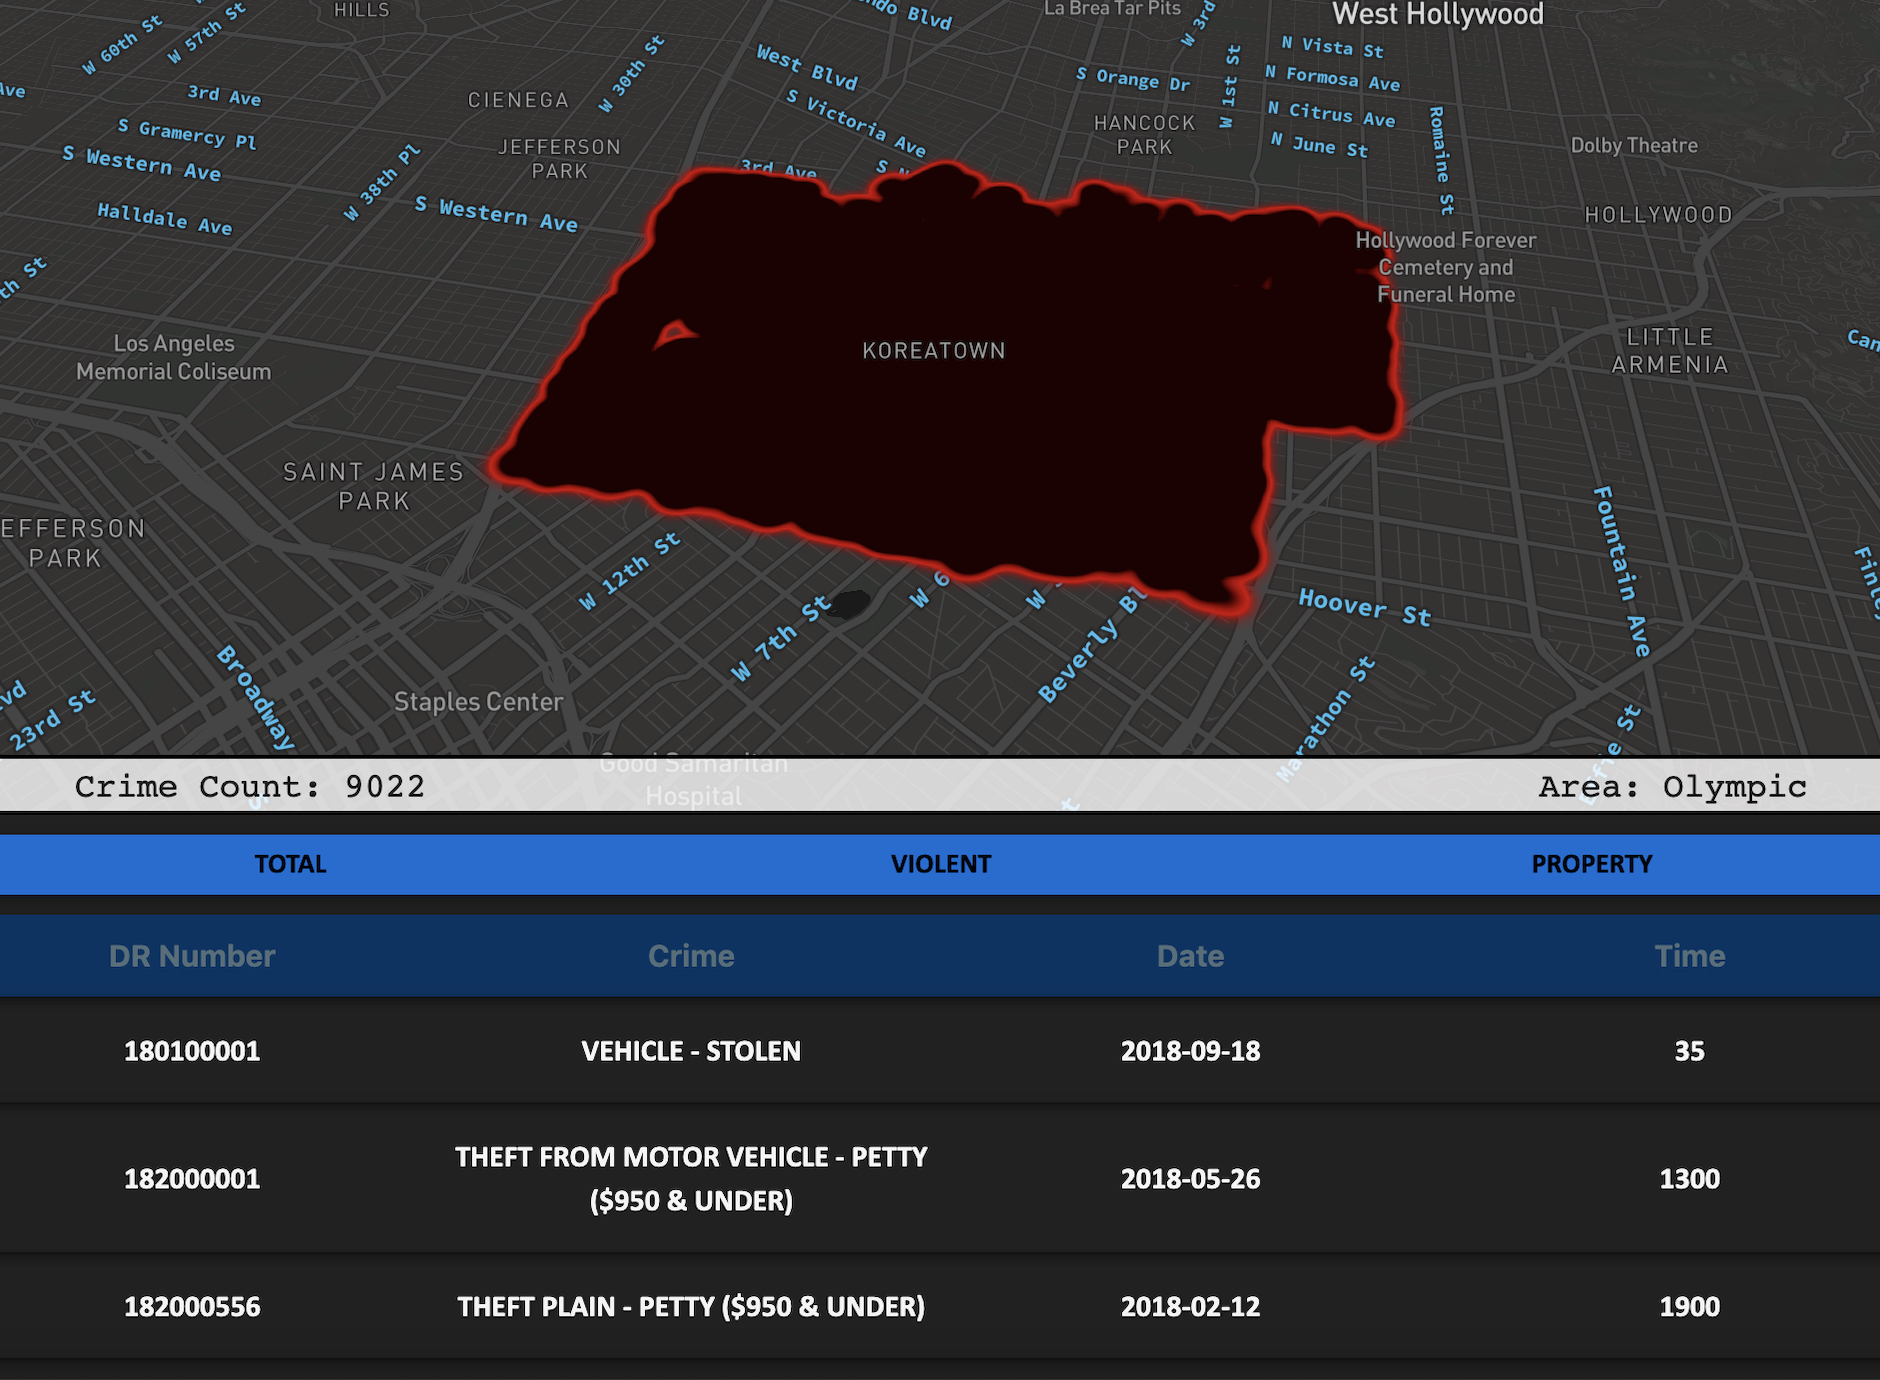 HILLS
ndo Blvd
La Brea Tar Pits
W 3rd
West Hollywood
W 60th St
W 57th St
W 30th St
West Blvd
N Vista St
Ave
3rd Ave
CIENEGA
S Victoria Ave
S Orange Dr
W 1st St
N Formosa Ave
S Gramercy Pl
JEFFERSON
PARK
HANCOCK
PARK
N Citrus Ave
Romaine St
S Western Ave
W 38th Pl
3rd Ave
S N
N June St
Dolby Theatre
Halldale Ave
S Western Ave
HOLLYWOOD
th St
Hollywood Forever
Cemetery and
Funeral Home
Los Angeles
Memorial Coliseum
KOREATOWN
LITTLE
ARMENIA
Can
SAINT JAMES
PARK
EFFERSON
PARK
W 12th St
W 7th St
W 6
W
Beverly Bl
Hoover St
Fountain Ave
Finley
Broadway
vd
23rd St
Staples Center
Marathon St
Effie St
Good Samaritan
Hospital
Crime Count: 9022
Area: Olympic
TOTAL VIOLENT PROPERTY
DR Number Crime Date Time
180100001 VEHICLE - STOLEN 2018-09-18 35
182000001 THEFT FROM MOTOR VEHICLE - PETTY
($950 & UNDER) 2018-05-26 1300
182000556 THEFT PLAIN - PETTY ($950 & UNDER) 2018-02-12 1900